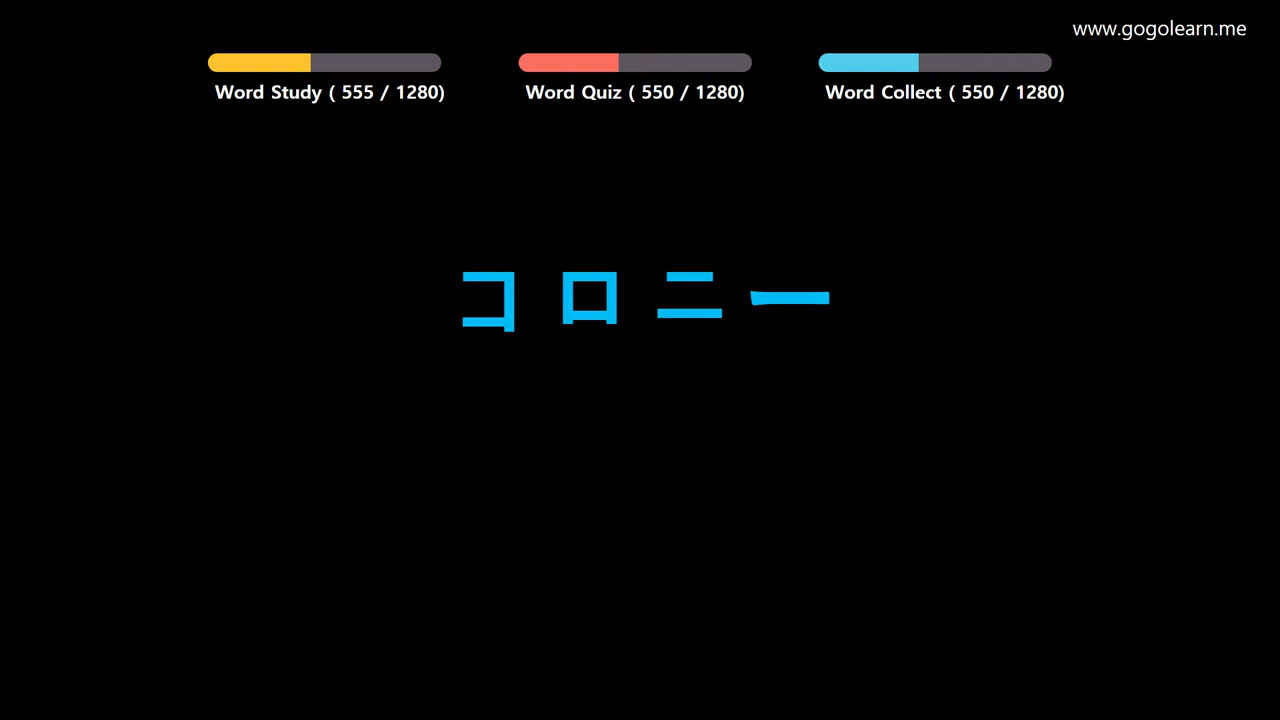 www.gogolearn.me
Word Study ( 555 / 1280)
Word Quiz ( 550 / 1280)
Word Collect ( 550 / 1280)
コロニー